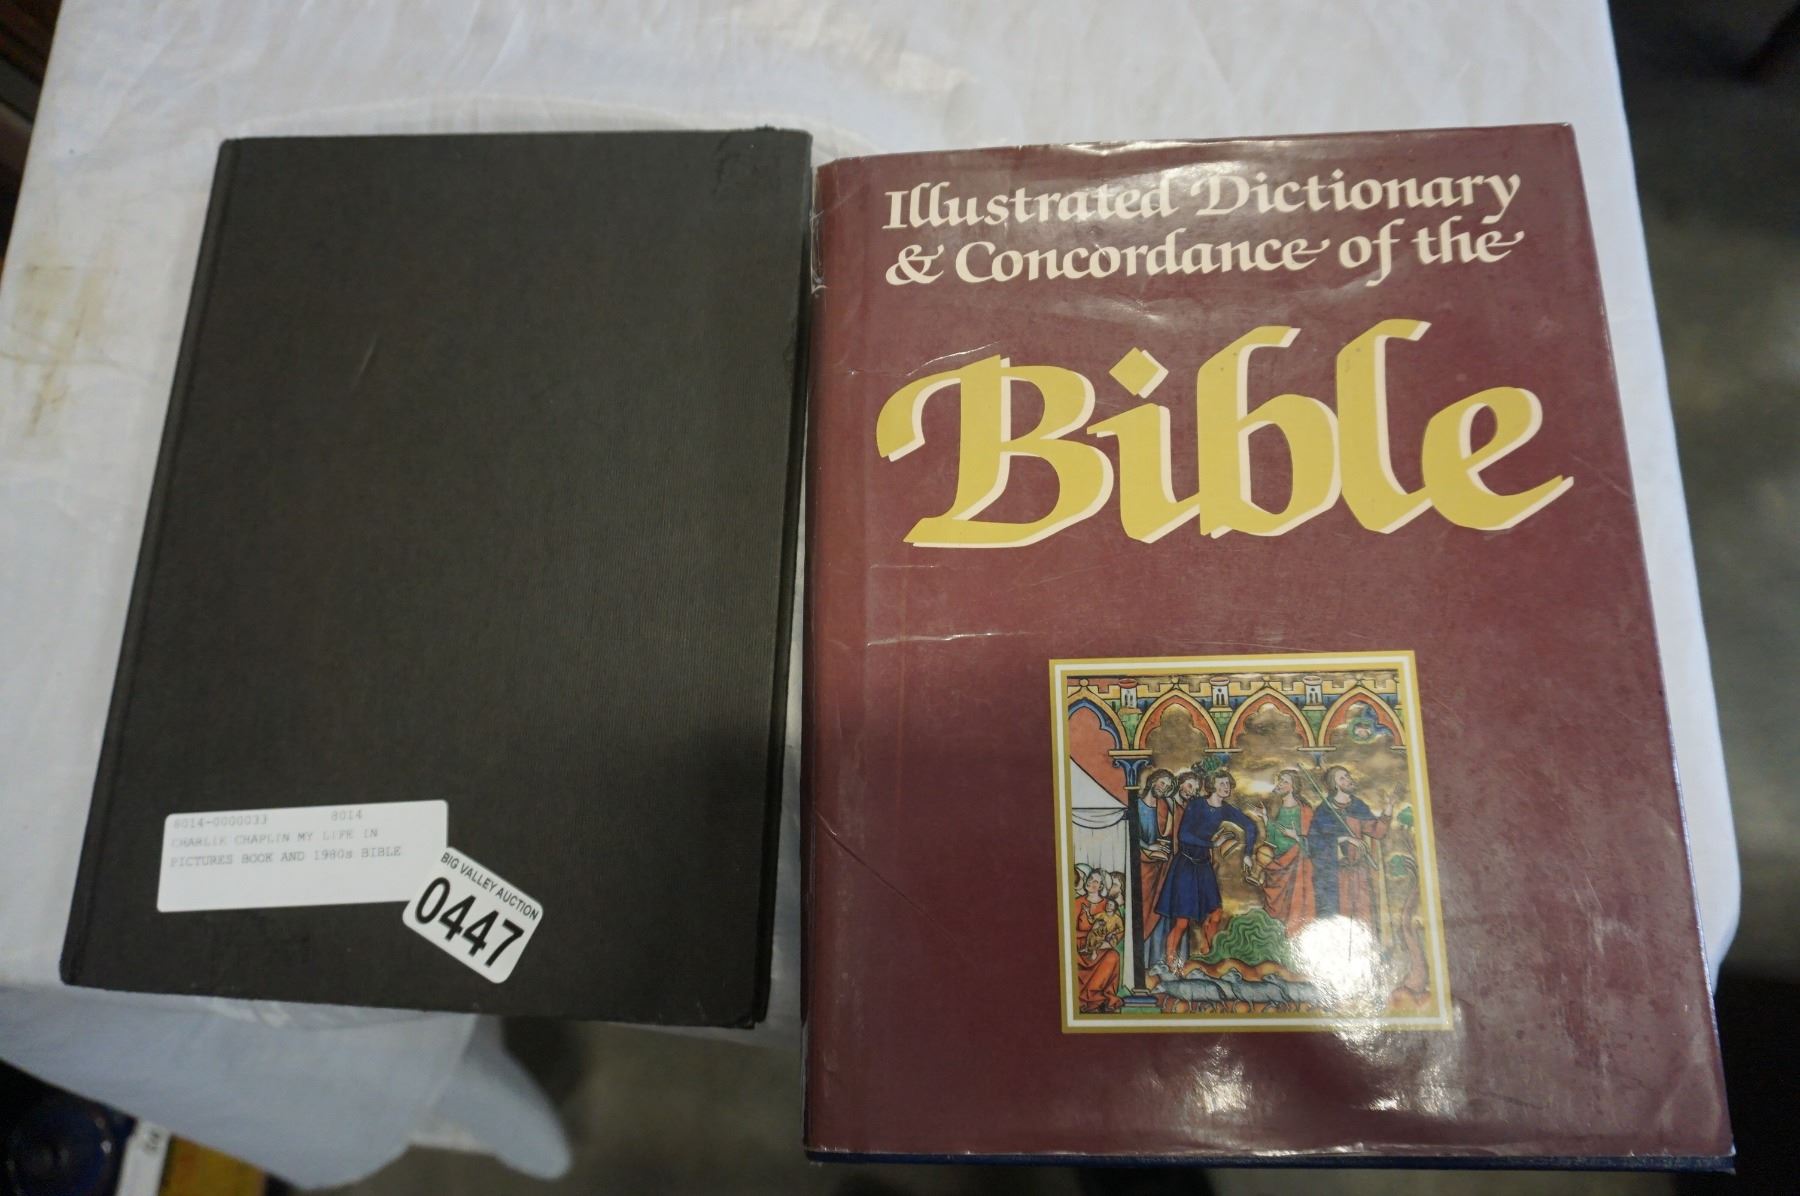 8014-0000033 8014
CHARLIE CHAPLIN MY LIFE IN
PICTURES BOOK AND 1980s BIBLE
BIG VALLEY AUCTION
0447
Illustrated Dictionary
& Concordance of the
Bible